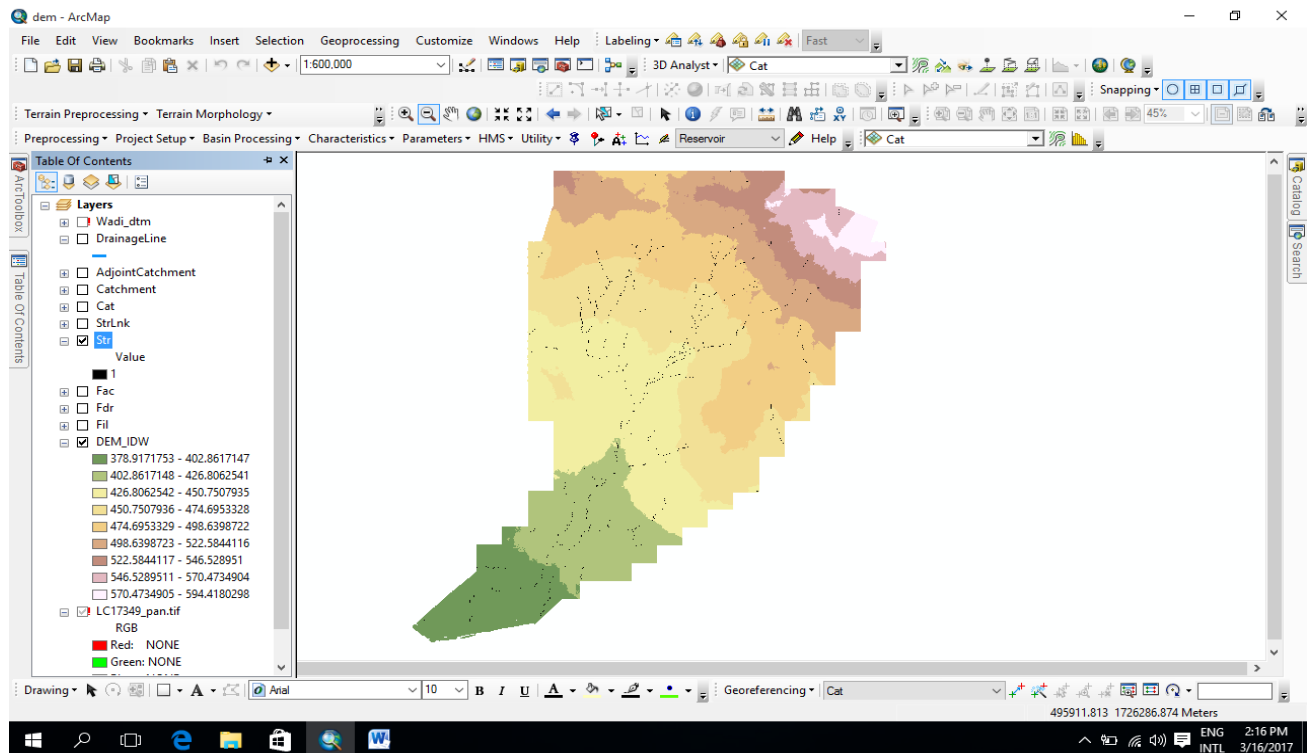 dem - ArcMap
File Edit View Bookmarks Insert Selection Geoprocessing Customize Windows Help Labeling Fast
1:600,000 3D Analyst Cat
Snapping
Terrain Preprocessing Terrain Morphology 45%
Preprocessing Project Setup Basin Processing Characteristics Parameters HMS Utility Reservoir Help Cat
Table Of Contents
ArcToolbox
Table Of Contents
Layers
Wadi_dtm
DrainageLine
AdjointCatchment
Catchment
Cat
StrLnk
Str
Value
1
Fac
Fdr
Fil
DEM_IDW
378.9171753 - 402.8617147
402.8617148 - 426.8062541
426.8062542 - 450.7507935
450.7507936 - 474.6953328
474.6953329 - 498.6398722
498.6398723 - 522.5844116
522.5844117 - 546.528951
546.5289511 - 570.4734904
570.4734905 - 594.4180298
LC17349_pan.tif
RGB
Red: NONE
Green: NONE
Catalog
Search
Drawing A Arial 10 B I U A Georeferencing Cat
495911.813 1726286.874 Meters
ENG 2:16 PM
INTL 3/16/2017